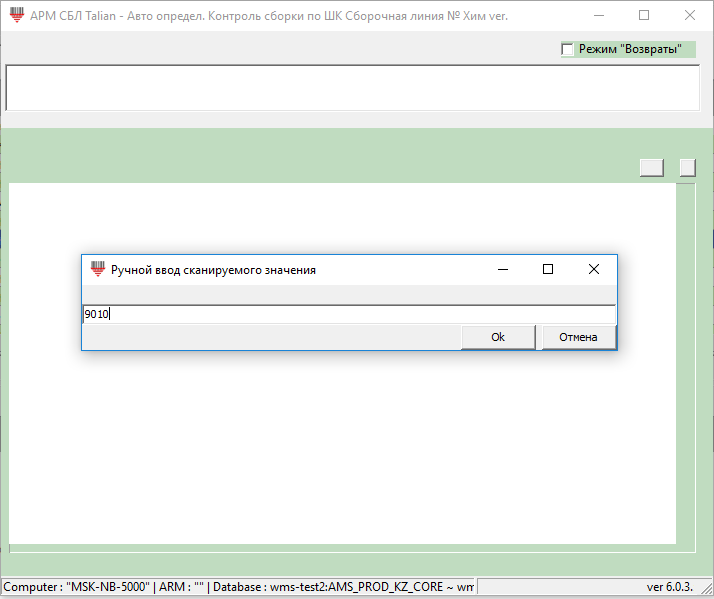 АРМ СБЛ Talian - Авто определ. Контроль сборки по ШК Сборочная линия № Хим ver.
Режим "Возвраты"
Ручной ввод сканируемого значения
9010
Ok Отмена
Computer : "MSK-NB-5000" | ARM : "" | Database : wms-test2:AMS_PROD_KZ_CORE ~ wm ver 6.0.3.